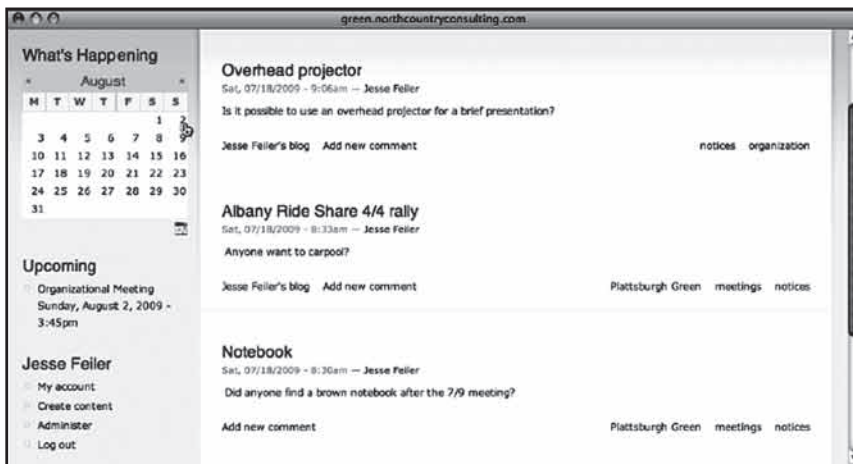 green.northcountryconsulting.com
What's Happening
« August »
M T W T F S S
1 2
3 4 5 6 7 8 9
10 11 12 13 14 15 16
17 18 19 20 21 22 23
24 25 26 27 28 29 30
31
Upcoming
Organizational Meeting
Sunday, August 2, 2009 -
3:45pm
Jesse Feiler
My account
Create content
Administer
Log out
Overhead projector
Sat, 07/18/2009 - 9:06am — Jesse Feiler
Is it possible to use an overhead projector for a brief presentation?
Jesse Feiler's blog Add new comment notices organization
Albany Ride Share 4/4 rally
Sat, 07/18/2009 - 8:33am — Jesse Feiler
Anyone want to carpool?
Jesse Feiler's blog Add new comment Plattsburgh Green meetings notices
Notebook
Sat, 07/18/2009 - 8:30am — Jesse Feiler
Did anyone find a brown notebook after the 7/9 meeting?
Add new comment Plattsburgh Green meetings notices